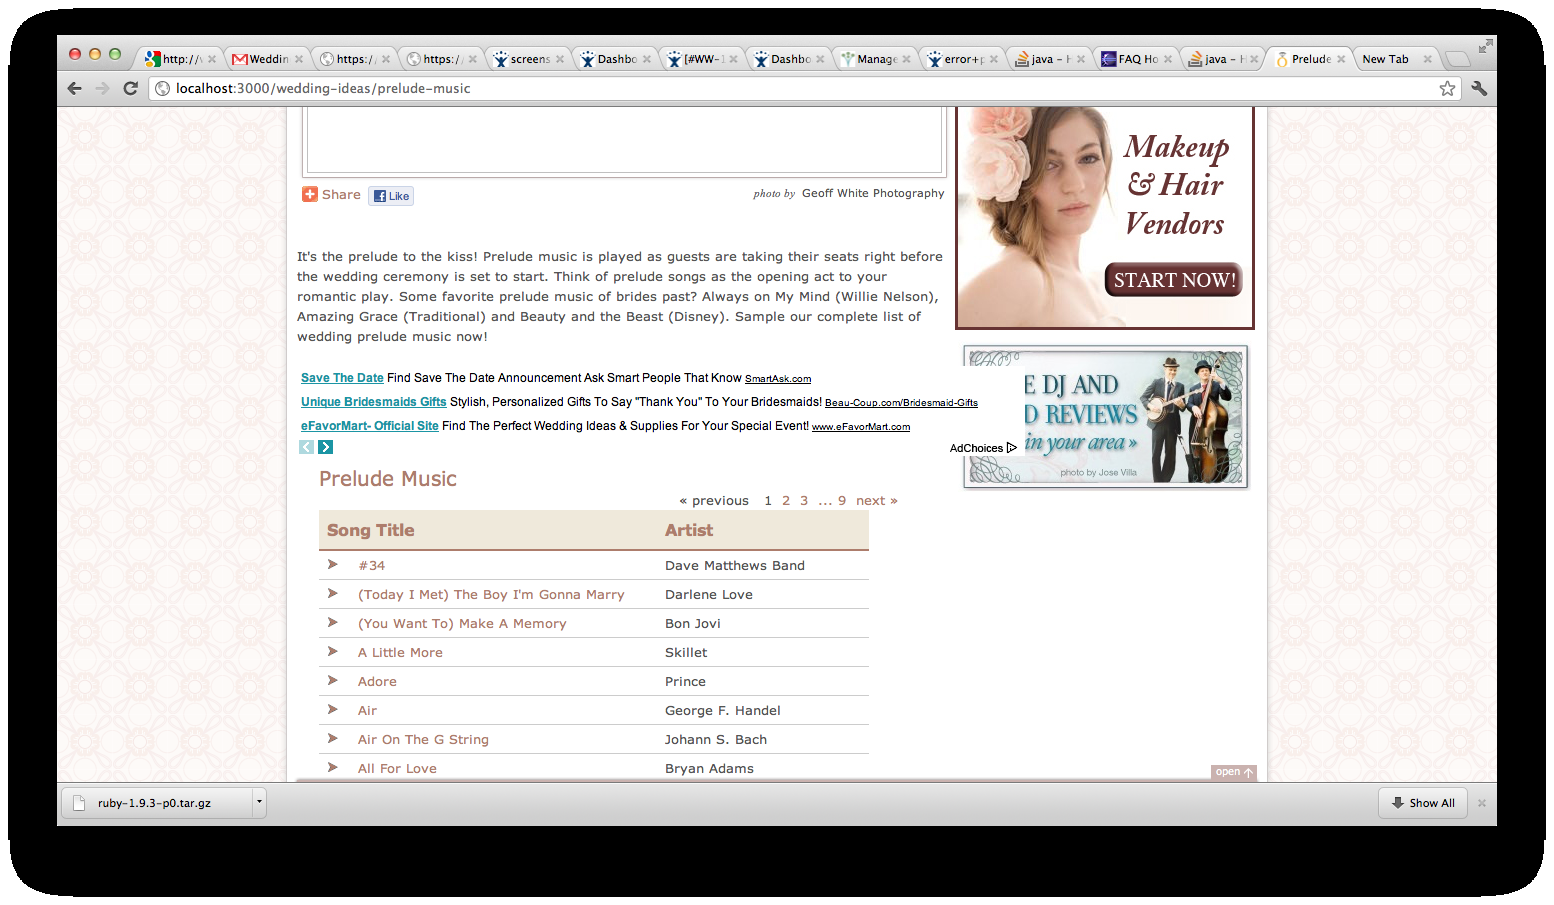 http://
Weddin
https:/
https:/
screens
Dashbo
[#WW-1
Dashbo
Manage
error+p
java - H
FAQ Ho
java - H
Prelude
New Tab
localhost:3000/wedding-ideas/prelude-music
Makeup
& Hair
Vendors
START NOW!
Share
Like
photo by Geoff White Photography
It's the prelude to the kiss! Prelude music is played as guests are taking their seats right before
the wedding ceremony is set to start. Think of prelude songs as the opening act to your
romantic play. Some favorite prelude music of brides past? Always on My Mind (Willie Nelson),
Amazing Grace (Traditional) and Beauty and the Beast (Disney). Sample our complete list of
wedding prelude music now!
Save The Date Find Save The Date Announcement Ask Smart People That Know SmartAsk.com
Unique Bridesmaids Gifts Stylish, Personalized Gifts To Say "Thank You" To Your Bridesmaids! Beau-Coup.com/Bridesmaid-Gifts
eFavorMart- Official Site Find The Perfect Wedding Ideas & Supplies For Your Special Event! www.eFavorMart.com
AdChoices
E DJ AND
D REVIEWS
in your area »
photo by Jose Villa
Prelude Music
« previous 1 2 3 ... 9 next »
Song Title Artist
#34 Dave Matthews Band
(Today I Met) The Boy I'm Gonna Marry Darlene Love
(You Want To) Make A Memory Bon Jovi
A Little More Skillet
Adore Prince
Air George F. Handel
Air On The G String Johann S. Bach
All For Love Bryan Adams
open
ruby-1.9.3-p0.tar.gz
Show All